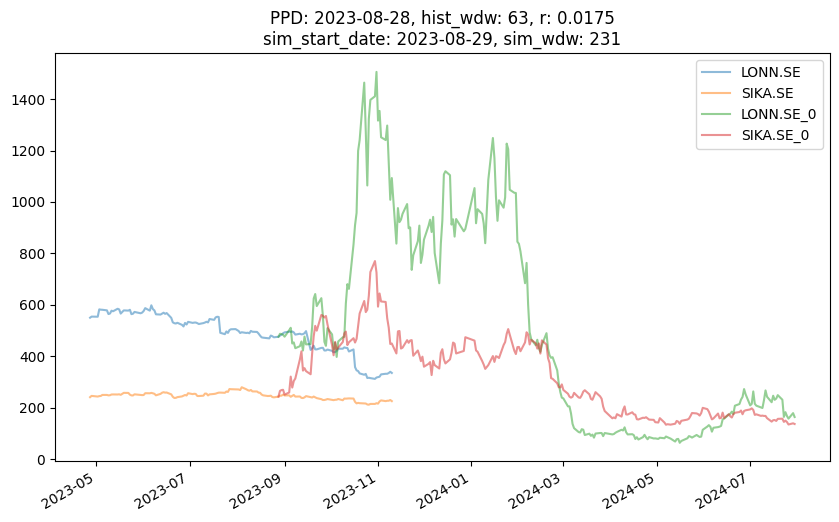 PPD: 2023-08-28, hist_wdw: 63, r: 0.0175
sim_start_date: 2023-08-29, sim_wdw: 231
LONN.SE
SIKA.SE
LONN.SE_0
SIKA.SE_0
1400
1200
1000
800
600
400
200
0
2023-05
2023-07
2023-09
2023-11
2024-01
2024-03
2024-05
2024-07